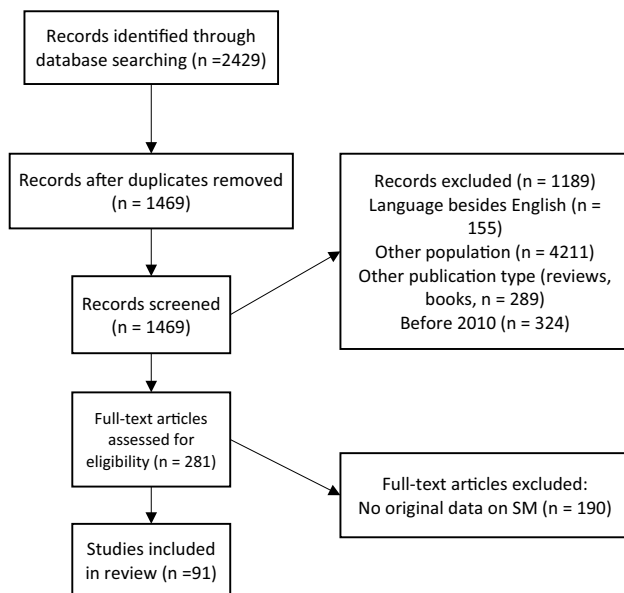 Records identified through
database searching (n =2429)
Records after duplicates removed
(n = 1469)
Records excluded (n = 1189)
Language besides English (n =
155)
Other population (n = 4211)
Other publication type (reviews,
books, n = 289)
Before 2010 (n = 324)
Records screened
(n = 1469)
Full-text articles
assessed for
eligibility (n = 281)
Full-text articles excluded:
No original data on SM (n = 190)
Studies included
in review (n =91)